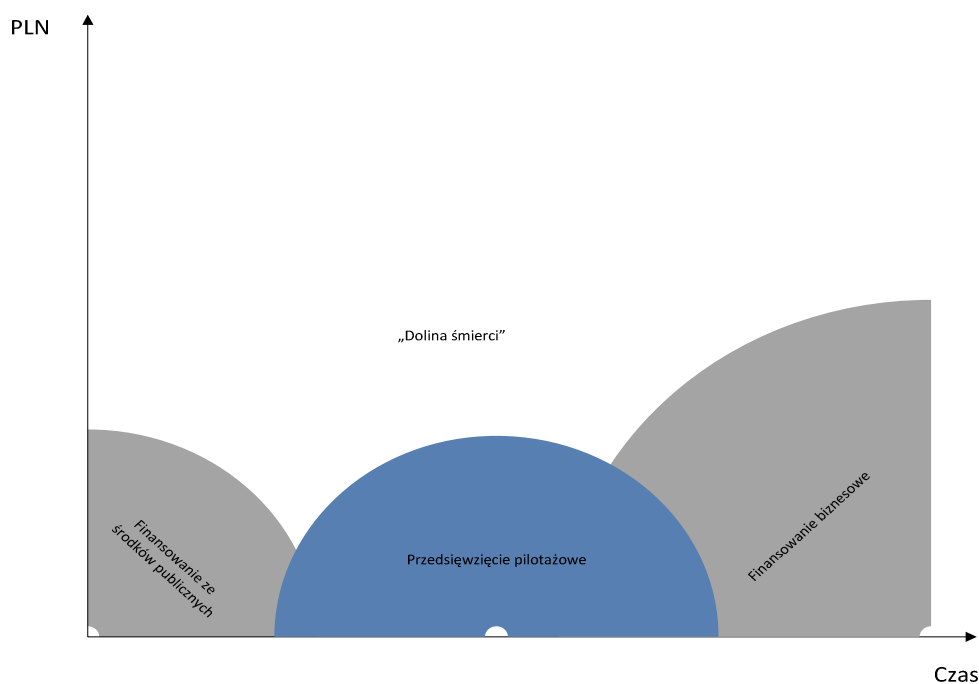 PLN
„Dolina śmierci”
Finansowanie ze
środków publicznych
Przedsięwzięcie pilotażowe
Finansowanie biznesowe
Czas